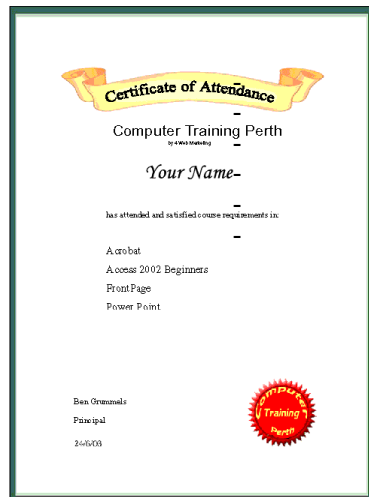 Certificate of Attendance
Computer Training Perth
by 4 Web Marketing
Your Name
has attended and satisfied course requirements in:
Acrobat
Access 2002 Beginners
FrontPage
Power Point
Ben Grummels
Principal
24/6/03
Computer
Training
Perth